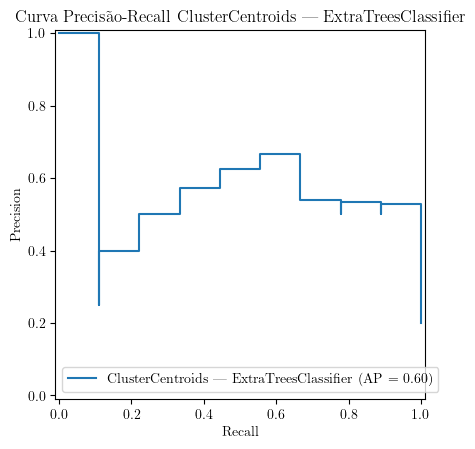 Curva Precisão-Recall ClusterCentroids — ExtraTreesClassifier
1.0
0.8
0.6
0.4
0.2
0.0
Precision
ClusterCentroids — ExtraTreesClassifier (AP = 0.60)
0.0 0.2 0.4 0.6 0.8 1.0
Recall